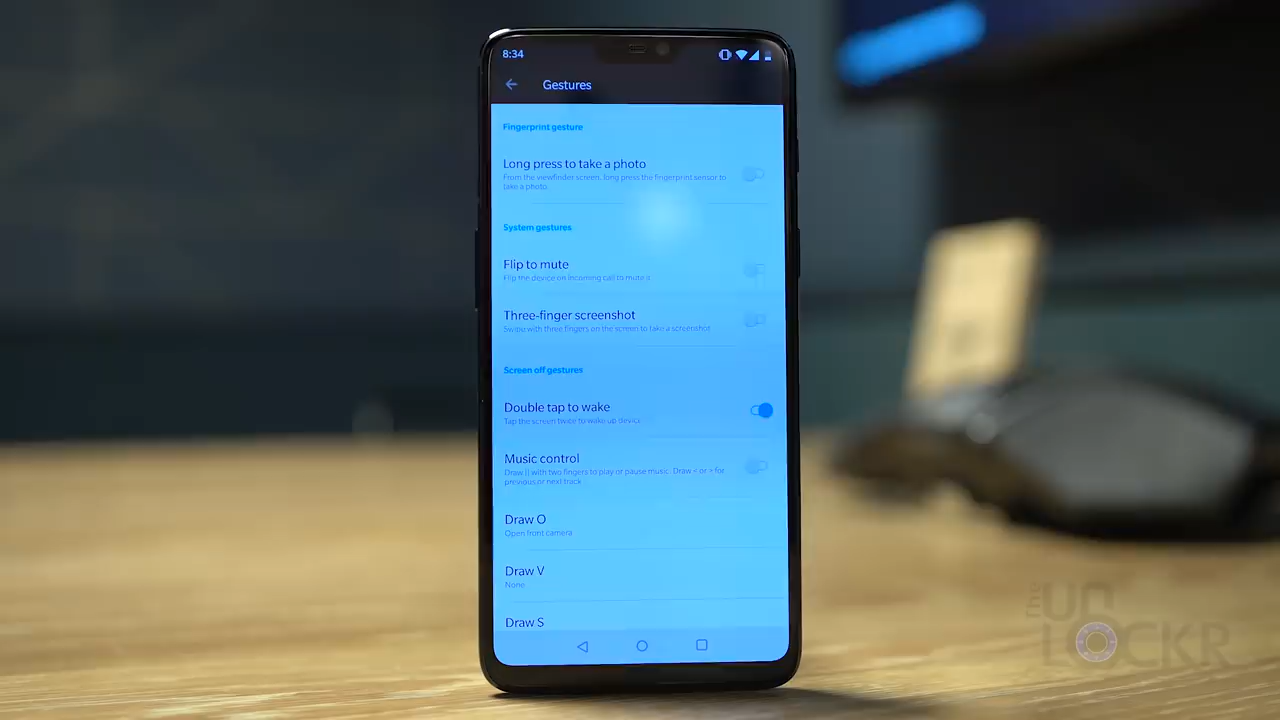 8:34
Gestures
Fingerprint gesture
Long press to take a photo
From the viewfinder screen, long press the fingerprint sensor to
take a photo.
System gestures
Flip to mute
Flip the device on incoming call to mute it
Three-finger screenshot
Swipe with three fingers on the screen to take a screenshot
Screen off gestures
Double tap to wake
Tap the screen twice to wake up device
Music control
Draw || with two fingers to play or pause music. Draw < or > for
previous or next track
Draw O
Open front camera
Draw V
None
Draw S
The
UN
LOCKR